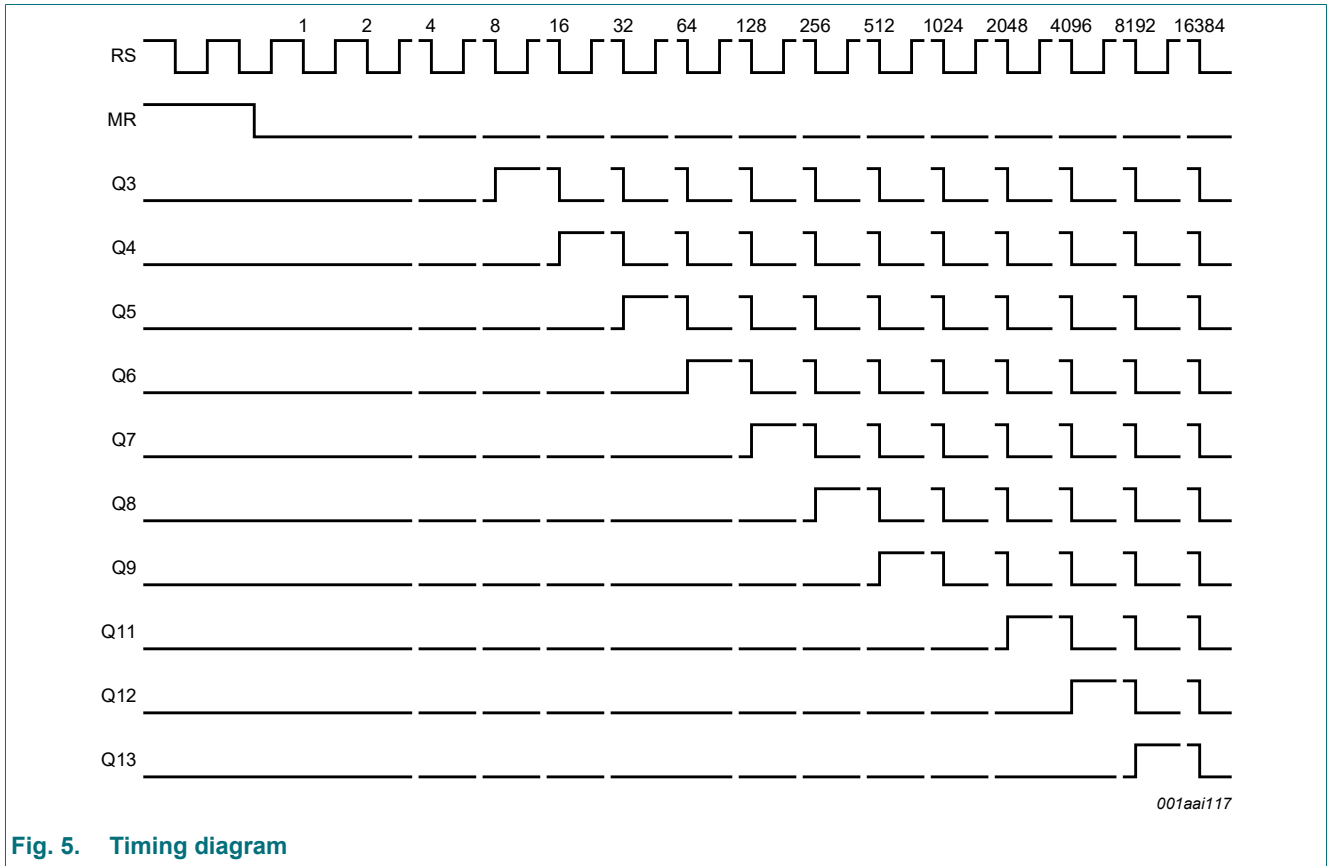 1 2 4 8 16 32 64 128 256 512 1024 2048 4096 8192 16384
RS
MR
Q3
Q4
Q5
Q6
Q7
Q8
Q9
Q11
Q12
Q13
001aai117
Fig. 5. Timing diagram